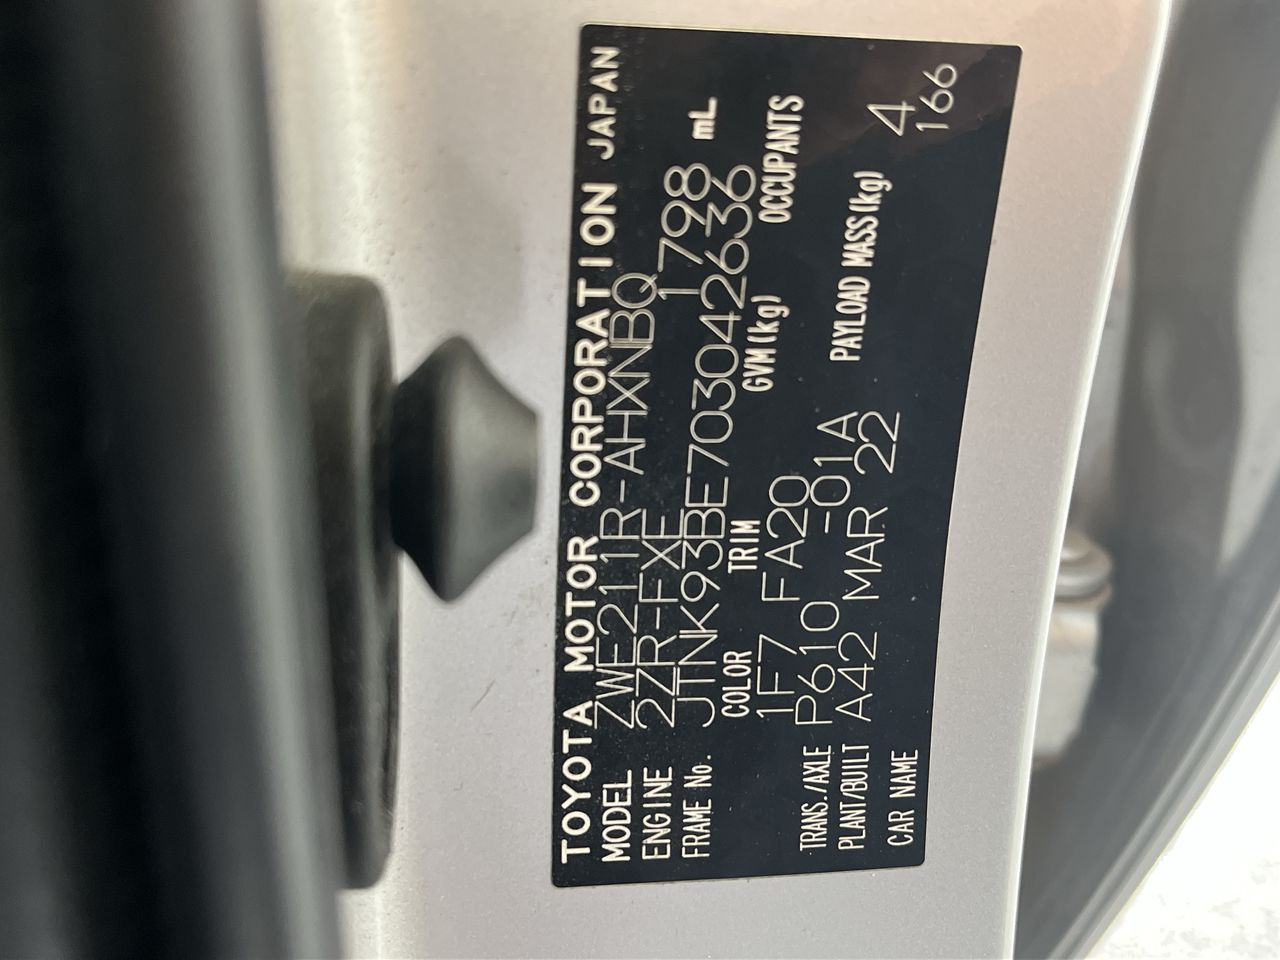 TOYOTA MOTOR CORPORATION JAPAN
MODEL ZWE211R-AHXNBQ
ENGINE 2ZR-FXE 1798 mL
FRAME No. JTNK93BE703042636
COLOR TRIM GVM(kg) OCCUPANTS
1F7 FA20
TRANS./AXLE P610 -01A PAYLOAD MASS(kg) 4
PLANT/BUILT A42 MAR 22 166
CAR NAME